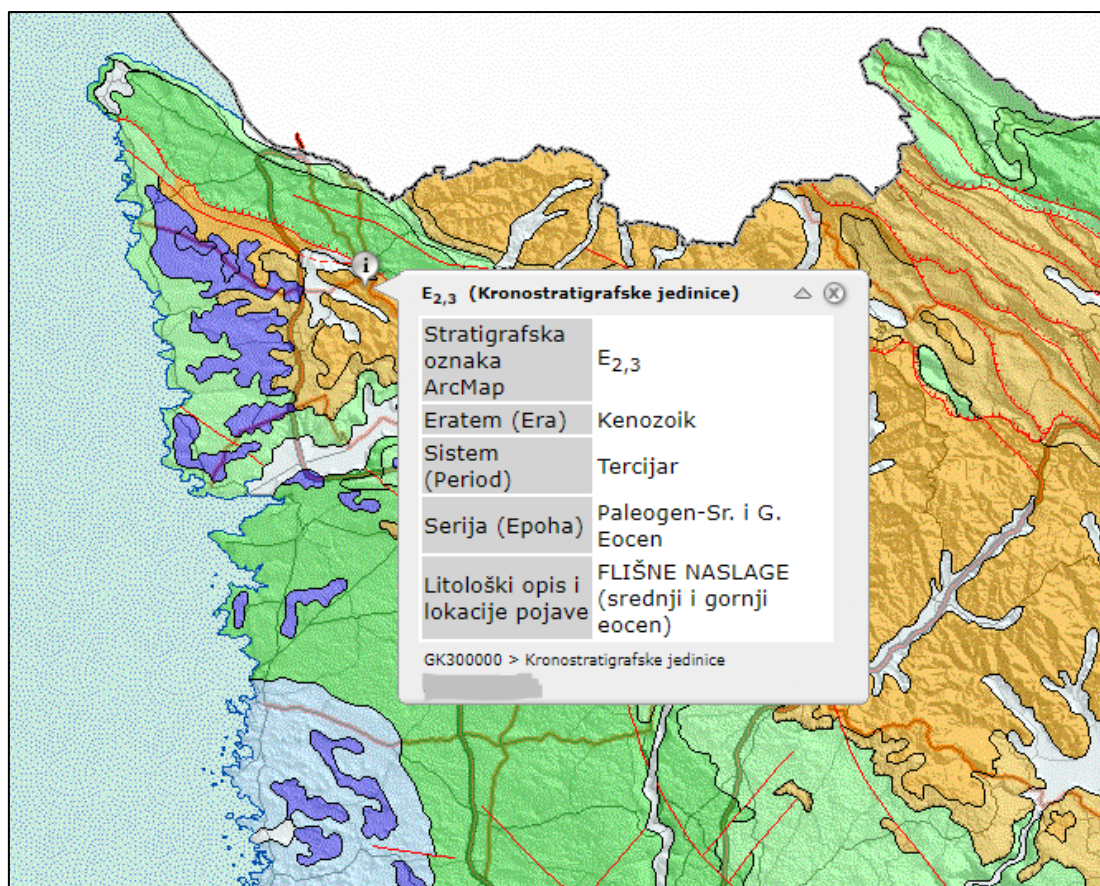 E2,3 (Kronostratigrafske jedinice)
Stratigrafska
oznaka
ArcMap
E2,3
Eratem (Era)
Kenozoik
Sistem
(Period)
Tercijar
Serija (Epoha)
Paleogen-Sr. i G.
Eocen
Litološki opis i
lokacije pojave
FLIŠNE NASLAGE
(srednji i gornji
eocen)
GK300000 > Kronostratigrafske jedinice